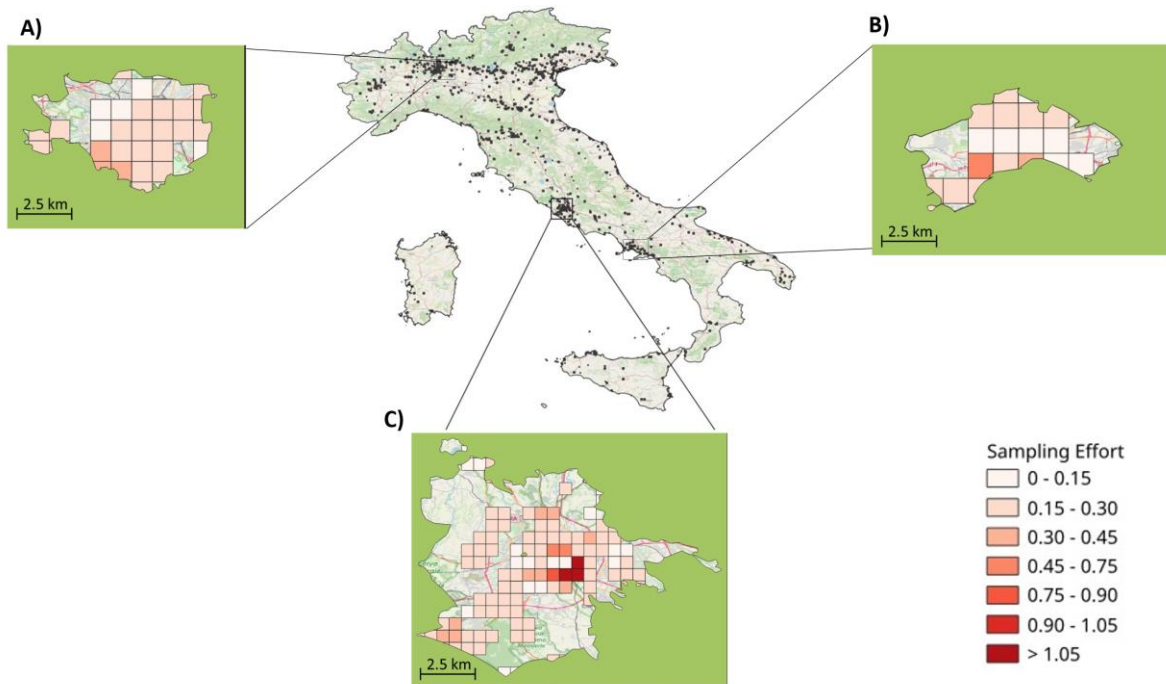 A)
B)
2.5 km
2.5 km
C)
2.5 km
Sampling Effort
0 - 0.15
0.15 - 0.30
0.30 - 0.45
0.45 - 0.75
0.75 - 0.90
0.90 - 1.05
> 1.05